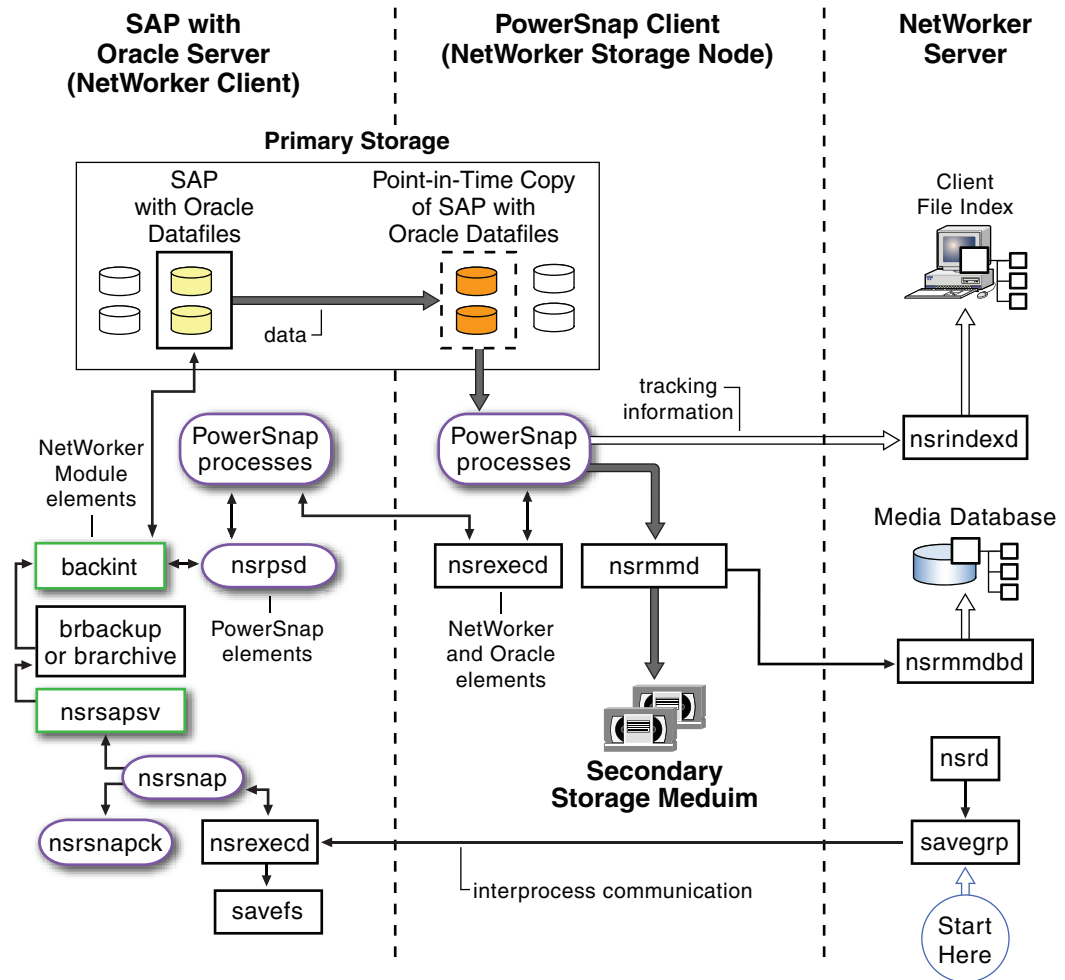 SAP with
Oracle Server
(NetWorker Client)
PowerSnap Client
(NetWorker Storage Node)
NetWorker
Server
Primary Storage
SAP
with Oracle
Datafiles
Point-in-Time Copy
of SAP with
Oracle Datafiles
data
Client
File Index
tracking
information
NetWorker
Module
elements
PowerSnap
processes
PowerSnap
processes
nsrindexd
Media Database
backint
nsrpsd
nsrexecd
nsrmmd
brbackup
or brarchive
PowerSnap
elements
NetWorker
and Oracle
elements
nsrmmdbd
nsrsapsv
nsrsnap
Secondary
Storage Meduim
nsrd
nsrsnapck
nsrexecd
savegrp
interprocess communication
savefs
Start
Here